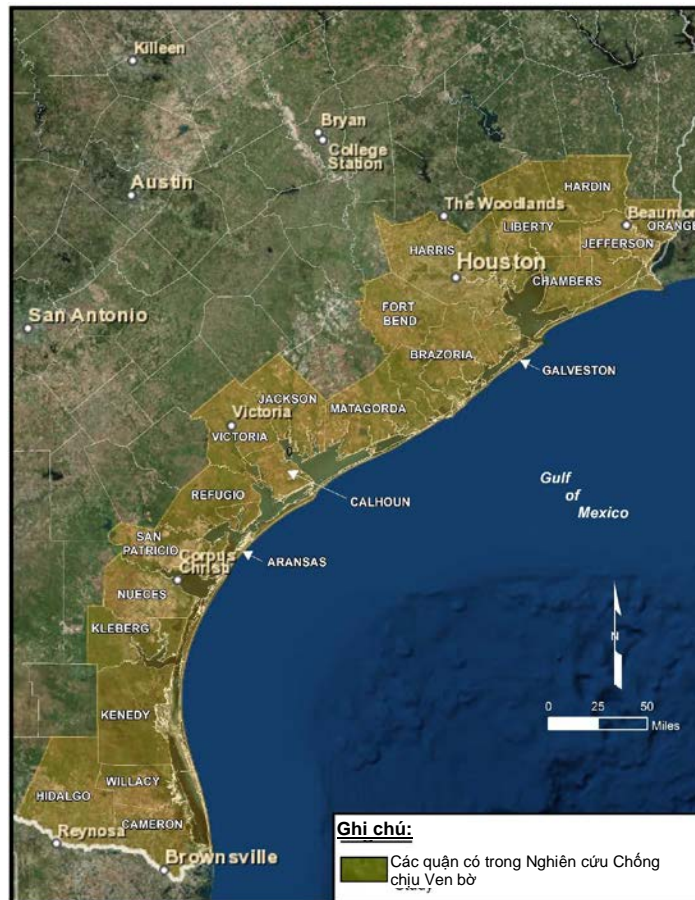 Killeen
Bryan
College
Station
Austin
HARDIN
The Woodlands
Beaumon
LIBERTY
ORANGE
HARRIS
JEFFERSON
Houston
CHAMBERS
San Antonio
FORT
BEND
BRAZORIA
GALVESTON
JACKSON
Victoria
MATAGORDA
VICTORIA
Gulf
of
Mexico
REFUGIO
CALHOUN
SAN
PATRICIO
Corpus
Christi
ARANSAS
NUECES
KLEBERG
N
KENEDY
0 25 50
Miles
WILLACY
HIDALGO
CAMERON
Reynosa
Brownsville
Ghi chú:
Các quận có trong Nghiên cứu Chống
chịu Ven bờ